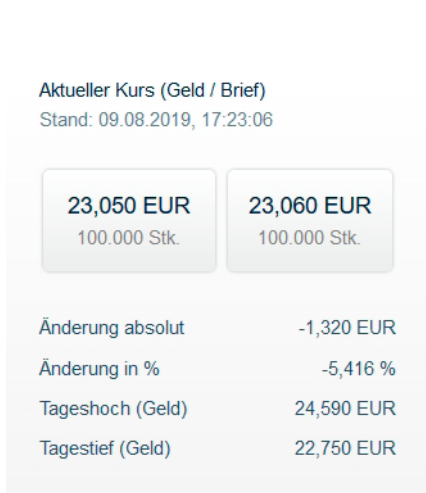 Aktueller Kurs (Geld / Brief)
Stand: 09.08.2019, 17:23:06
23,050 EUR 23,060 EUR
100.000 Stk. 100.000 Stk.
Änderung absolut -1,320 EUR
Änderung in % -5,416 %
Tageshoch (Geld) 24,590 EUR
Tagestief (Geld) 22,750 EUR